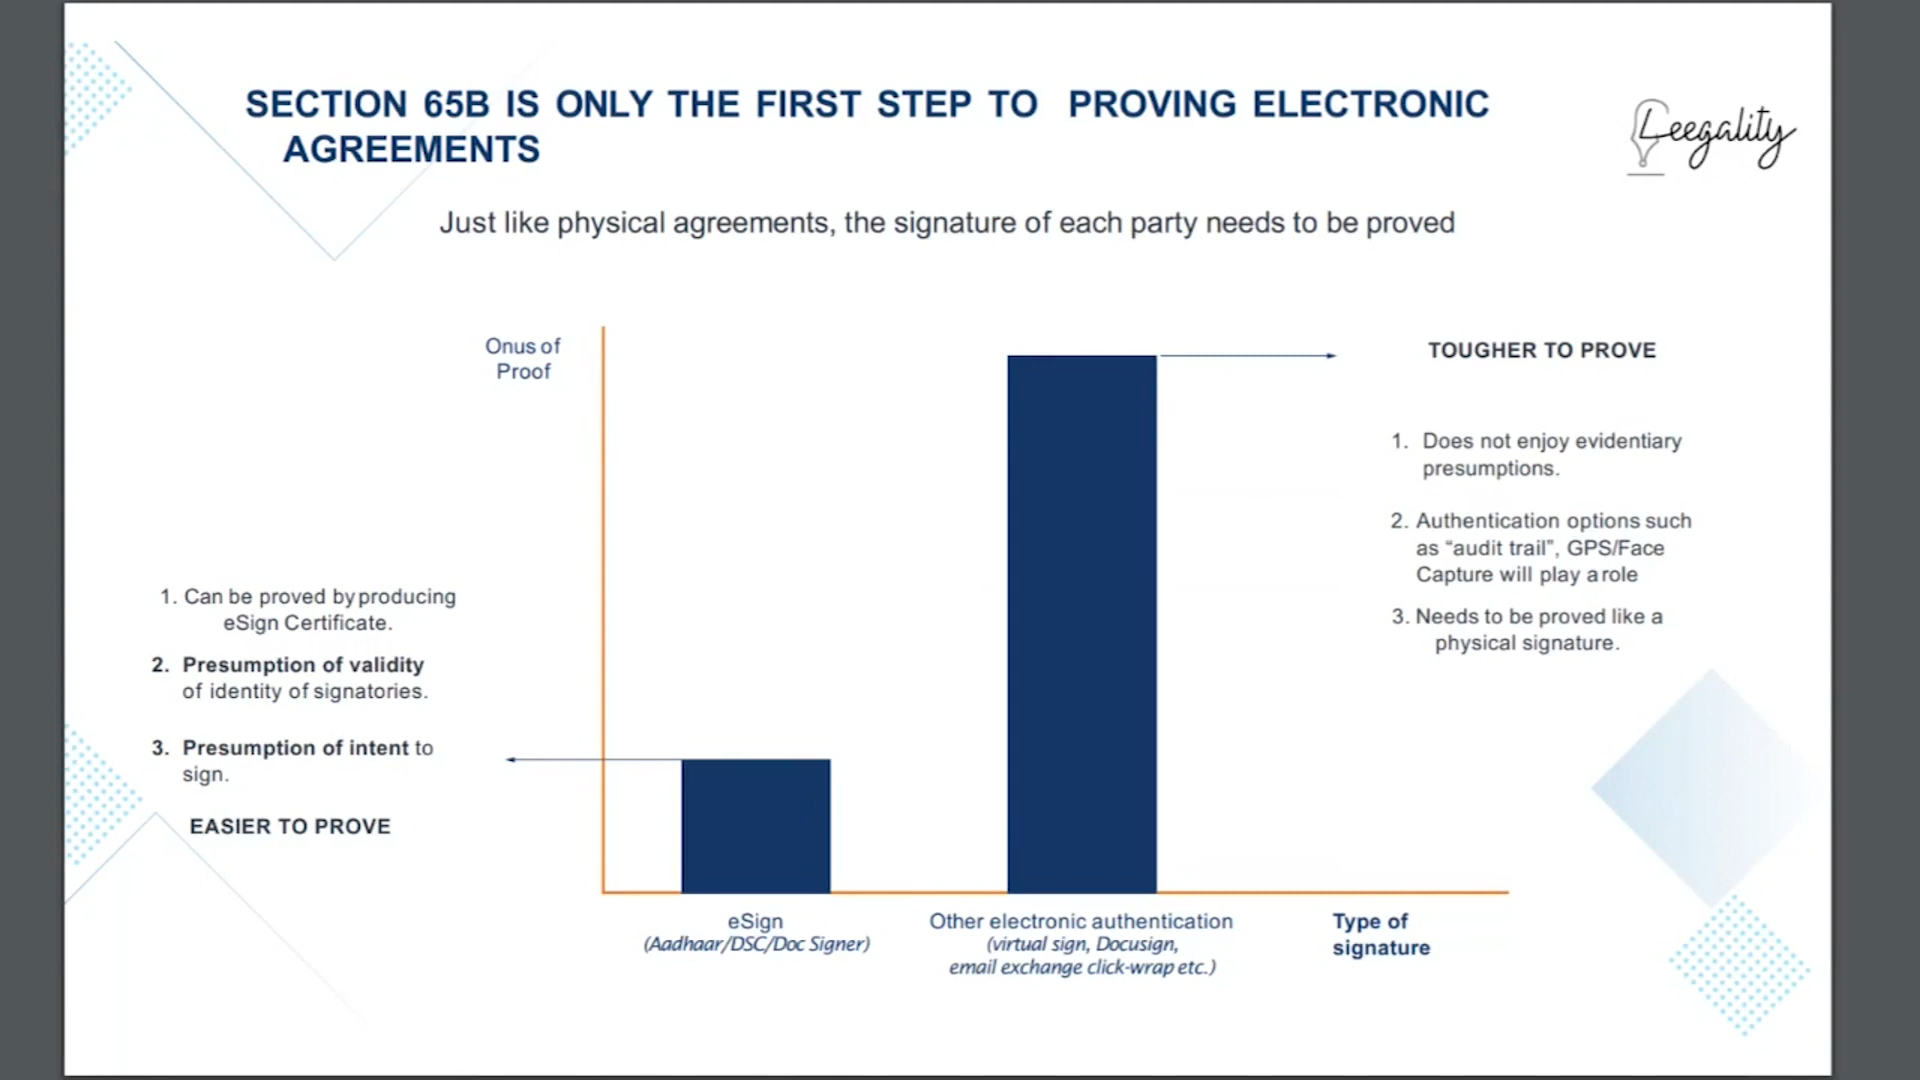 SECTION 65B IS ONLY THE FIRST STEP TO PROVING ELECTRONIC
AGREEMENTS
Leegality
Just like physical agreements, the signature of each party needs to be proved
Onus of
Proof
TOUGHER TO PROVE
1. Does not enjoy evidentiary
presumptions.
2. Authentication options such
as “audit trail”, GPS/Face
Capture will play a role
3. Needs to be proved like a
physical signature.
1. Can be proved by producing
eSign Certificate.
2. Presumption of validity
of identity of signatories.
3. Presumption of intent to
sign.
EASIER TO PROVE
eSign
(Aadhaar/DSC/Doc Signer)
Other electronic authentication
(virtual sign, Docusign,
email exchange click-wrap etc.)
Type of
signature